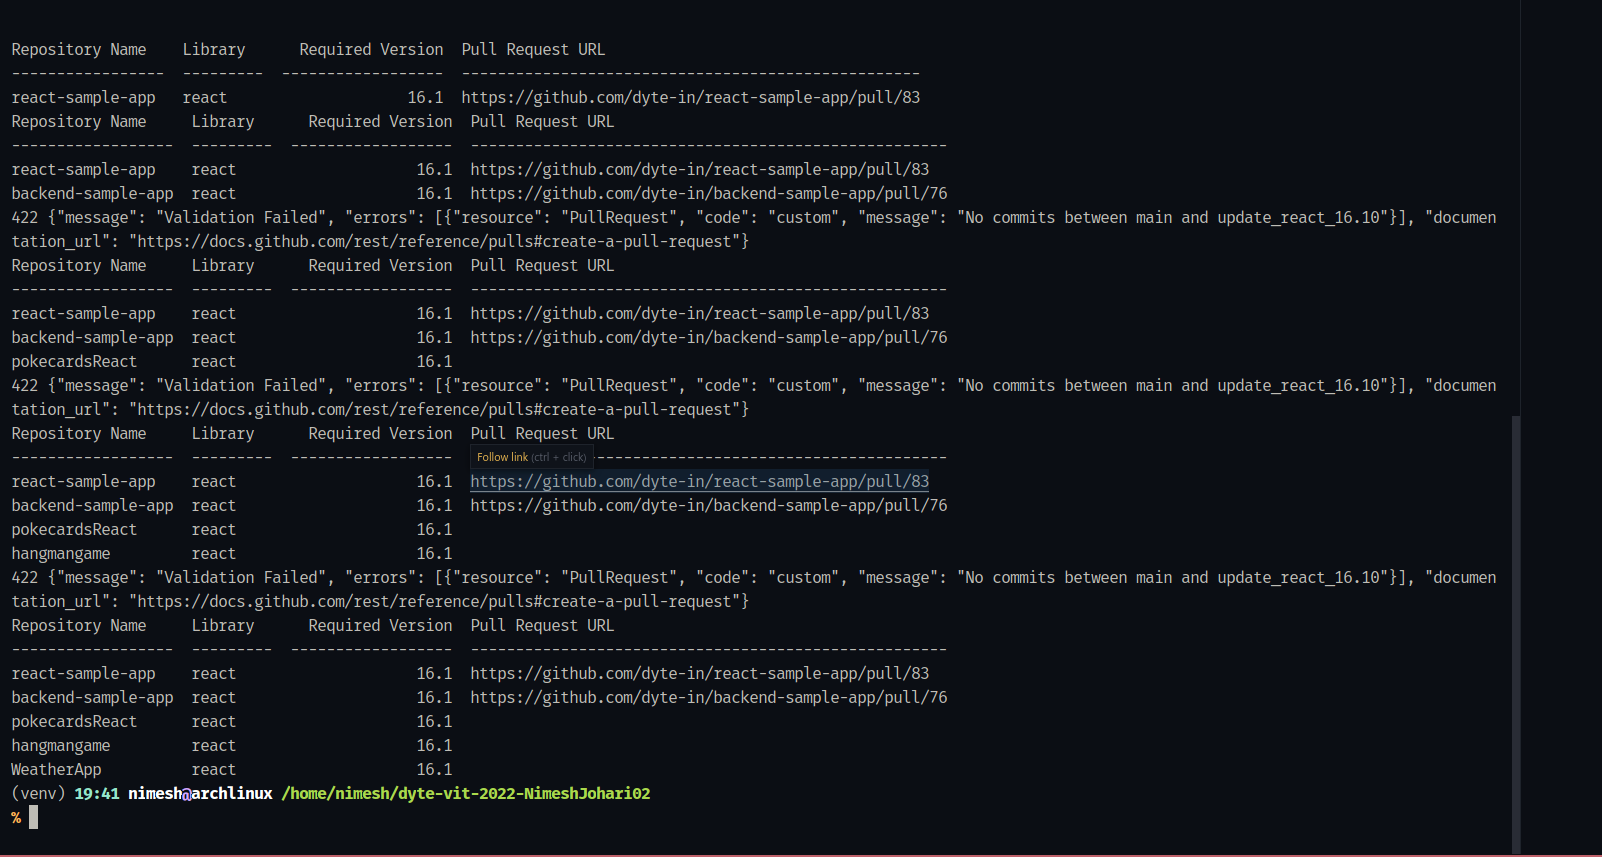 Repository Name    Library      Required Version  Pull Request URL
-----------------  ---------  ------------------  ---------------------------------------------------
react-sample-app   react                    16.1  https://github.com/dyte-in/react-sample-app/pull/83
Repository Name     Library      Required Version  Pull Request URL
------------------  ---------  ------------------  -----------------------------------------------------
react-sample-app    react                    16.1  https://github.com/dyte-in/react-sample-app/pull/83
backend-sample-app  react                    16.1  https://github.com/dyte-in/backend-sample-app/pull/76
422 {"message": "Validation Failed", "errors": [{"resource": "PullRequest", "code": "custom", "message": "No commits between main and update_react_16.10"}], "documen
tation_url": "https://docs.github.com/rest/reference/pulls#create-a-pull-request"}
Repository Name     Library      Required Version  Pull Request URL
------------------  ---------  ------------------  -----------------------------------------------------
react-sample-app    react                    16.1  https://github.com/dyte-in/react-sample-app/pull/83
backend-sample-app  react                    16.1  https://github.com/dyte-in/backend-sample-app/pull/76
pokecardsReact      react                    16.1
422 {"message": "Validation Failed", "errors": [{"resource": "PullRequest", "code": "custom", "message": "No commits between main and update_react_16.10"}], "documen
tation_url": "https://docs.github.com/rest/reference/pulls#create-a-pull-request"}
Repository Name     Library      Required Version  Pull Request URL
------------------  ---------  ------------------  Follow link (ctrl + click)---------------------------------------
react-sample-app    react                    16.1  https://github.com/dyte-in/react-sample-app/pull/83
backend-sample-app  react                    16.1  https://github.com/dyte-in/backend-sample-app/pull/76
pokecardsReact      react                    16.1
hangmangame         react                    16.1
422 {"message": "Validation Failed", "errors": [{"resource": "PullRequest", "code": "custom", "message": "No commits between main and update_react_16.10"}], "documen
tation_url": "https://docs.github.com/rest/reference/pulls#create-a-pull-request"}
Repository Name     Library      Required Version  Pull Request URL
------------------  ---------  ------------------  -----------------------------------------------------
react-sample-app    react                    16.1  https://github.com/dyte-in/react-sample-app/pull/83
backend-sample-app  react                    16.1  https://github.com/dyte-in/backend-sample-app/pull/76
pokecardsReact      react                    16.1
hangmangame         react                    16.1
WeatherApp          react                    16.1
(venv) 19:41 nimesh@archlinux /home/nimesh/dyte-vit-2022-NimeshJohari02
%